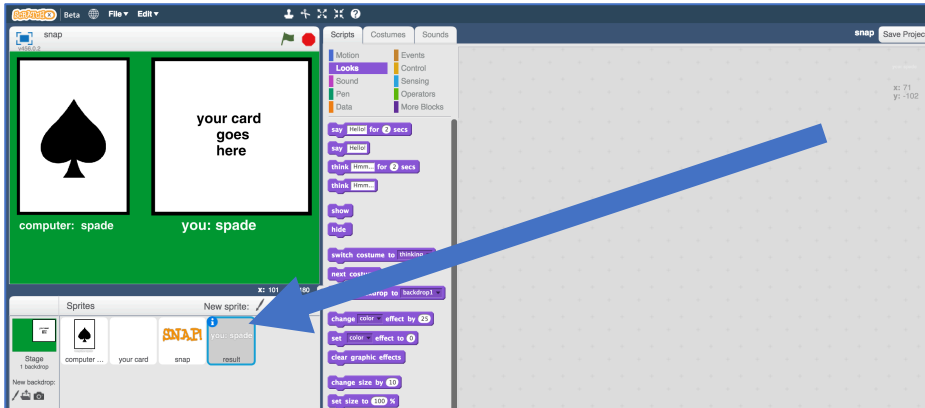 SCRATCHX Beta File▾ Edit▾
snap
v456.0.2
your card
goes
here
computer: spade you: spade
x: 101 180
Sprites New sprite:
SNAP! you: spade
Stage
1 backdrop
computer ... your card snap result
New backdrop:
Scripts Costumes Sounds
Motion Events
Looks Control
Sound Sensing
Pen Operators
Data More Blocks
say Hello! for 2 secs
say Hello!
think Hmm... for 2 secs
think Hmm...
show
hide
switch costume to thinking
next costu
drop to backdrop1
change color effect by 25
set color effect to 0
clear graphic effects
change size by 10
set size to 100 %
snap Save Projec
x: 71
y: -102